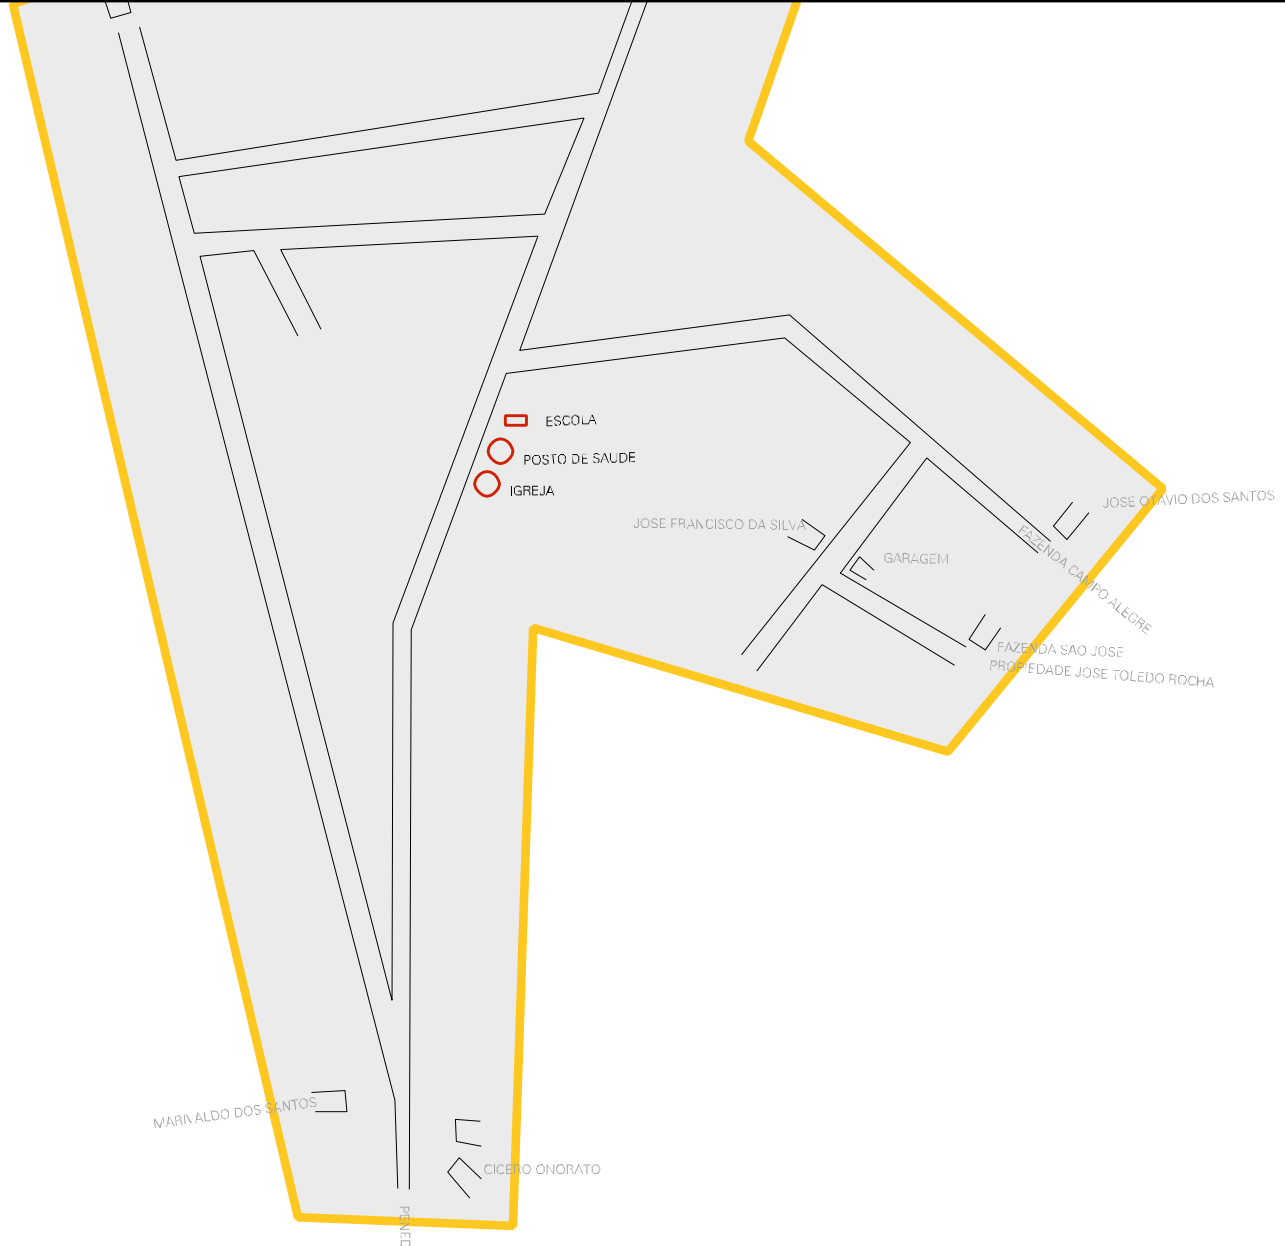 ESCOLA
POSTO DE SAUDE
IGREJA
JOSE OTAVIO DOS SANTOS
JOSE FRANCISCO DA SILVA
FAZENDA CAMPO ALEGRE
GARAGEM
FAZENDA SAO JOSE
PROPIEDADE JOSE TOLEDO ROCHA
MARIVALDO DOS SANTOS
CICERO ONORATO
PENED